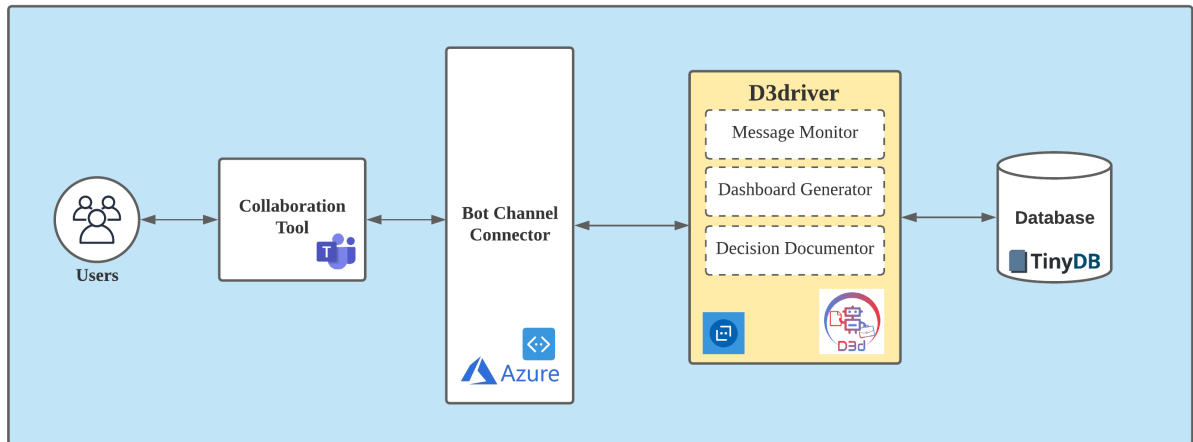 Users
Collaboration
Tool
T
Bot Channel
Connector
Azure
D3driver
Message Monitor
Dashboard Generator
Decision Documentor
D3d
Database
TinyDB